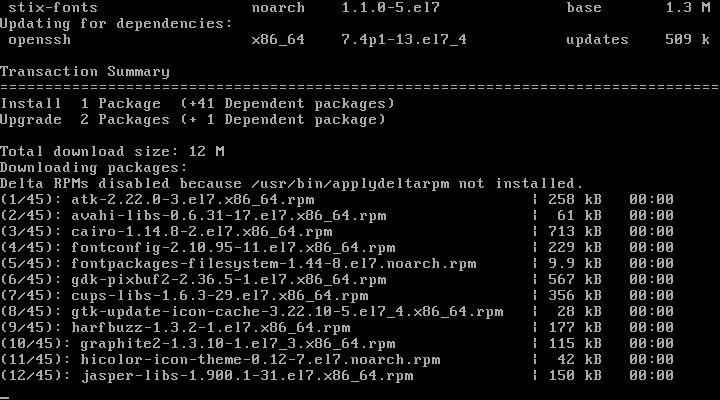 stix-fonts noarch 1.1.0-5.el7 base 1.3 M
Updating for dependencies:
openssh x86_64 7.4p1-13.el7_4 updates 509 k
Transaction Summary
================================================================================
Install 1 Package (+41 Dependent packages)
Upgrade 2 Packages (+ 1 Dependent package)
Total download size: 12 M
Downloading packages:
Delta RPMs disabled because /usr/bin/applydeltarpm not installed.
(1/45): atk-2.22.0-3.el7.x86_64.rpm | 258 kB 00:00
(2/45): avahi-libs-0.6.31-17.el7.x86_64.rpm | 61 kB 00:00
(3/45): cairo-1.14.8-2.el7.x86_64.rpm | 713 kB 00:00
(4/45): fontconfig-2.10.95-11.el7.x86_64.rpm | 229 kB 00:00
(5/45): fontpackages-filesystem-1.44-8.el7.noarch.rpm | 9.9 kB 00:00
(6/45): gdk-pixbuf2-2.36.5-1.el7.x86_64.rpm | 567 kB 00:00
(7/45): cups-libs-1.6.3-29.el7.x86_64.rpm | 356 kB 00:00
(8/45): gtk-update-icon-cache-3.22.10-5.el7_4.x86_64.rpm | 28 kB 00:00
(9/45): harfbuzz-1.3.2-1.el7.x86_64.rpm | 177 kB 00:00
(10/45): graphite2-1.3.10-1.el7_3.x86_64.rpm | 115 kB 00:00
(11/45): hicolor-icon-theme-0.12-7.el7.noarch.rpm | 42 kB 00:00
(12/45): jasper-libs-1.900.1-31.el7.x86_64.rpm | 150 kB 00:00